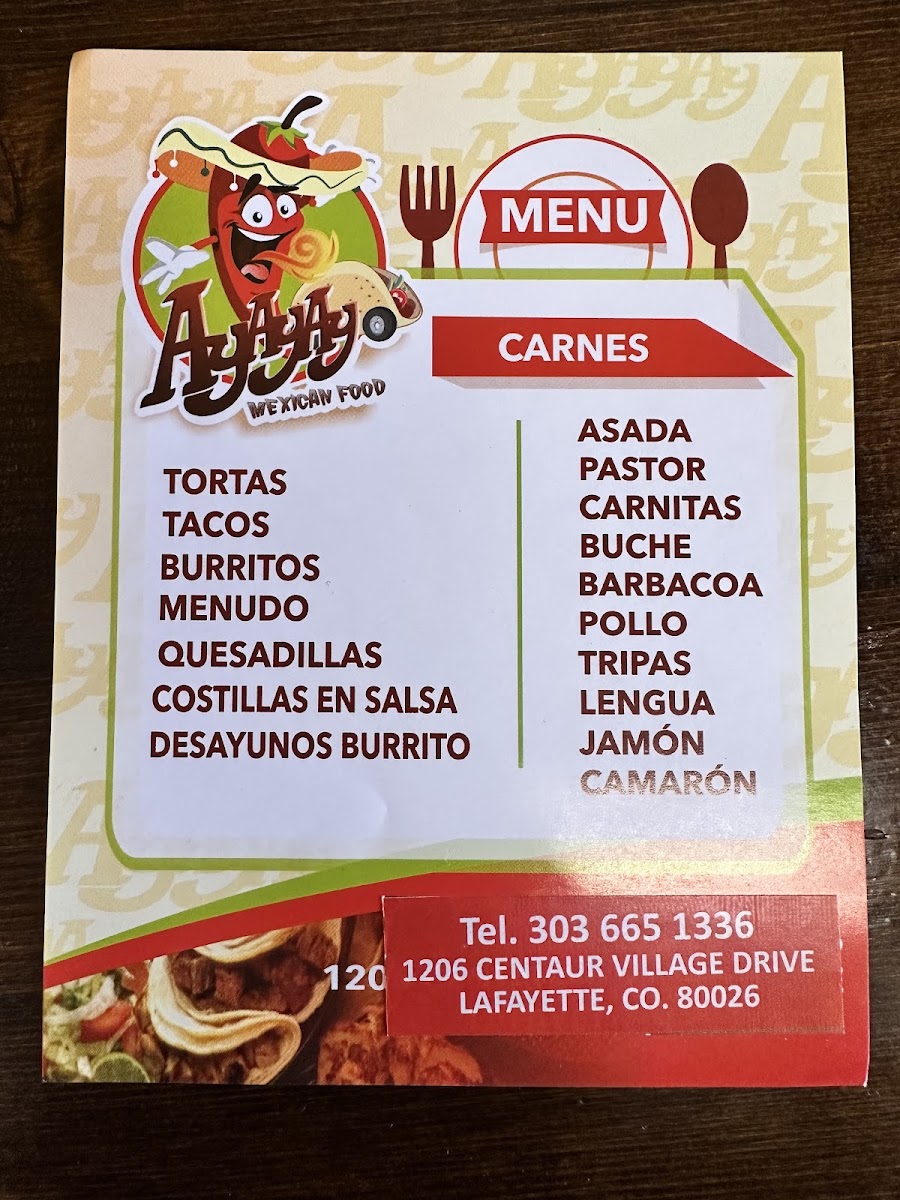 MENU
AyAyAy
MEXICAN FOOD
CARNES
TORTAS
TACOS
BURRITOS
MENUDO
QUESADILLAS
COSTILLAS EN SALSA
DESAYUNOS BURRITO
ASADA
PASTOR
CARNITAS
BUCHE
BARBACOA
POLLO
TRIPAS
LENGUA
JAMÓN
CAMARÓN
120
Tel. 303 665 1336
1206 CENTAUR VILLAGE DRIVE
LAFAYETTE, CO. 80026